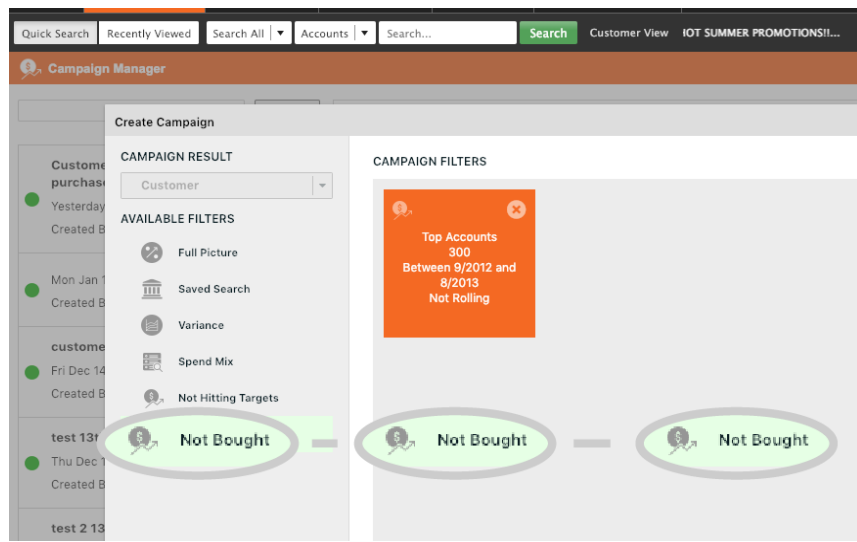 Quick Search Recently Viewed Search All Accounts Search... Search Customer View IOT SUMMER PROMOTIONS!!...
Campaign Manager
Create Campaign
CAMPAIGN RESULT
Customer
AVAILABLE FILTERS
Full Picture
Saved Search
Variance
Spend Mix
Not Hitting Targets
Not Bought
CAMPAIGN FILTERS
Top Accounts
300
Between 9/2012 and
8/2013
Not Rolling
Not Bought
Not Bought
Custome
purchas
Yesterday
Created B
Mon Jan 1
Created B
custome
Fri Dec 14
Created B
test 13t
Thu Dec 1
Created B
test 2 13